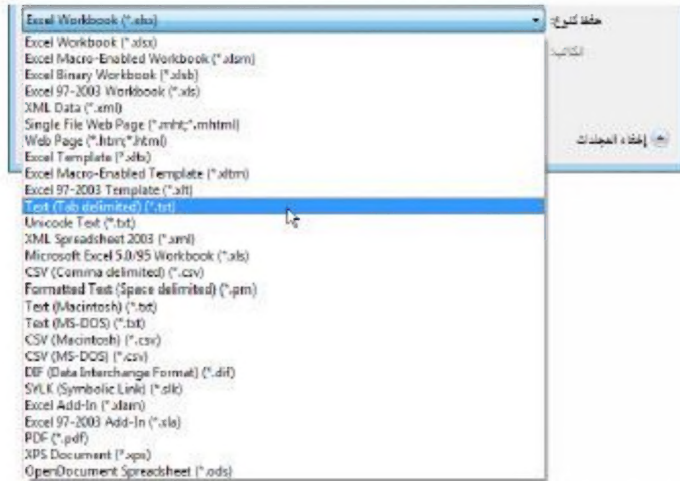 Excel Workbook (*.xlsx)
حفظ كنوع:
Excel Workbook (*.xlsx)
Excel Macro-Enabled Workbook (*.xlsm)
الكاتب:
Excel Binary Workbook (*.xlsb)
Excel 97-2003 Workbook (*.xls)
XML Data (*.xml)
Single File Web Page (*.mht;*.mhtml)
Web Page (*.htm;*.html)
إخفاء المجلدات
Excel Template (*.xltx)
Excel Macro-Enabled Template (*.xltm)
Excel 97-2003 Template (*.xlt)
Text (Tab delimited) (*.txt)
Unicode Text (*.txt)
XML Spreadsheet 2003 (*.xml)
Microsoft Excel 5.0/95 Workbook (*.xls)
CSV (Comma delimited) (*.csv)
Formatted Text (Space delimited) (*.prn)
Text (Macintosh) (*.txt)
Text (MS-DOS) (*.txt)
CSV (Macintosh) (*.csv)
CSV (MS-DOS) (*.csv)
DIF (Data Interchange Format) (*.dif)
SYLK (Symbolic Link) (*.slk)
Excel Add-In (*.xlam)
Excel 97-2003 Add-In (*.xla)
PDF (*.pdf)
XPS Document (*.xps)
OpenDocument Spreadsheet (*.ods)